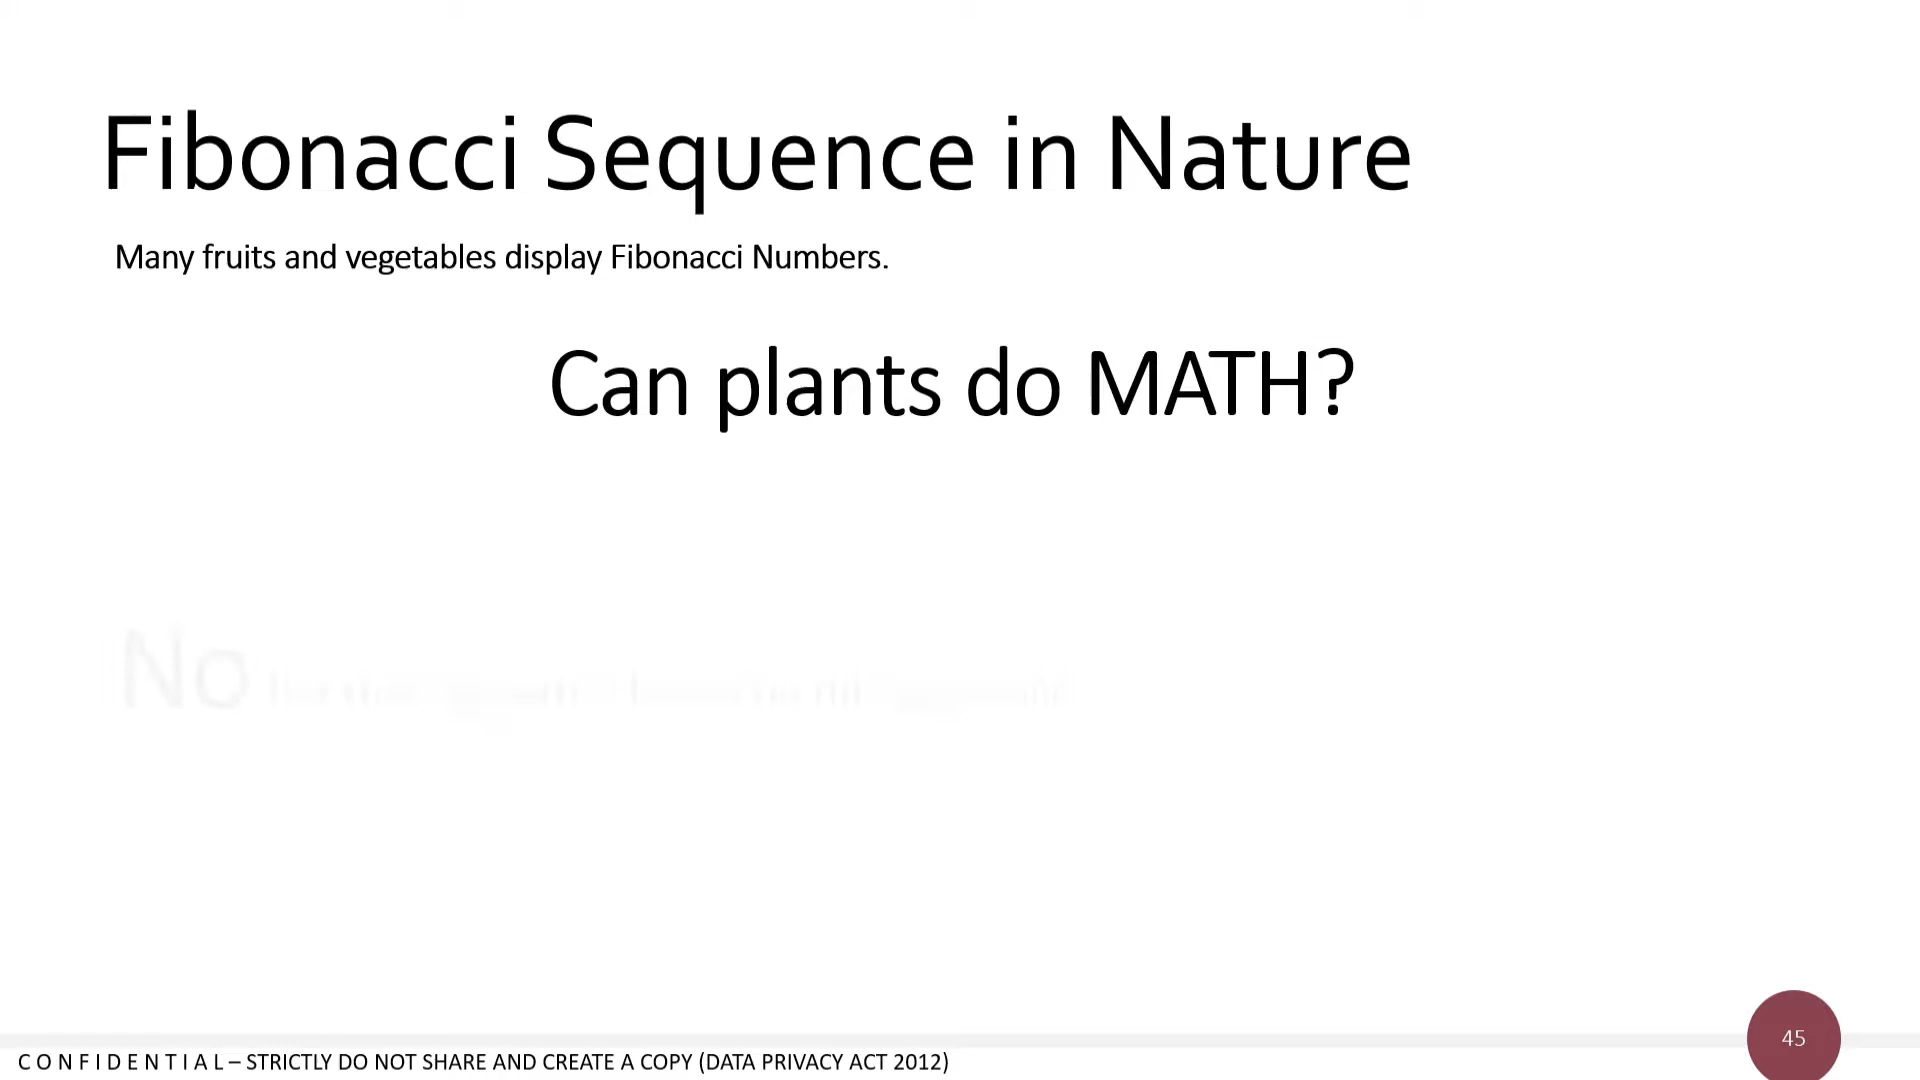 Fibonacci Sequence in Nature
Many fruits and vegetables display Fibonacci Numbers.
Can plants do MATH?
No
45
C O N F I D E N T I A L – STRICTLY DO NOT SHARE AND CREATE A COPY (DATA PRIVACY ACT 2012)